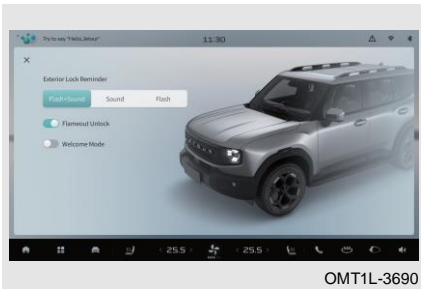 Try to say "Hello, Jetour"
11:30
Exterior Lock Reminder
Flash+Sound Sound Flash
Flameout Unlock
Welcome Mode
25.5 25.5
OMT1L-3690